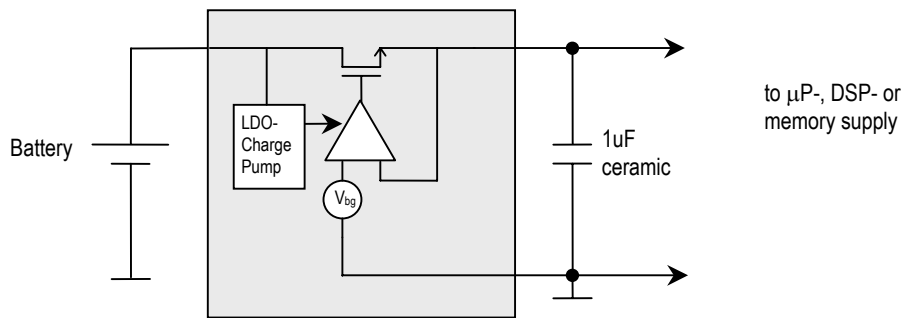 Battery
LDO-
Charge
Pump
Vbg
1uF
ceramic
to µP-, DSP- or
memory supply